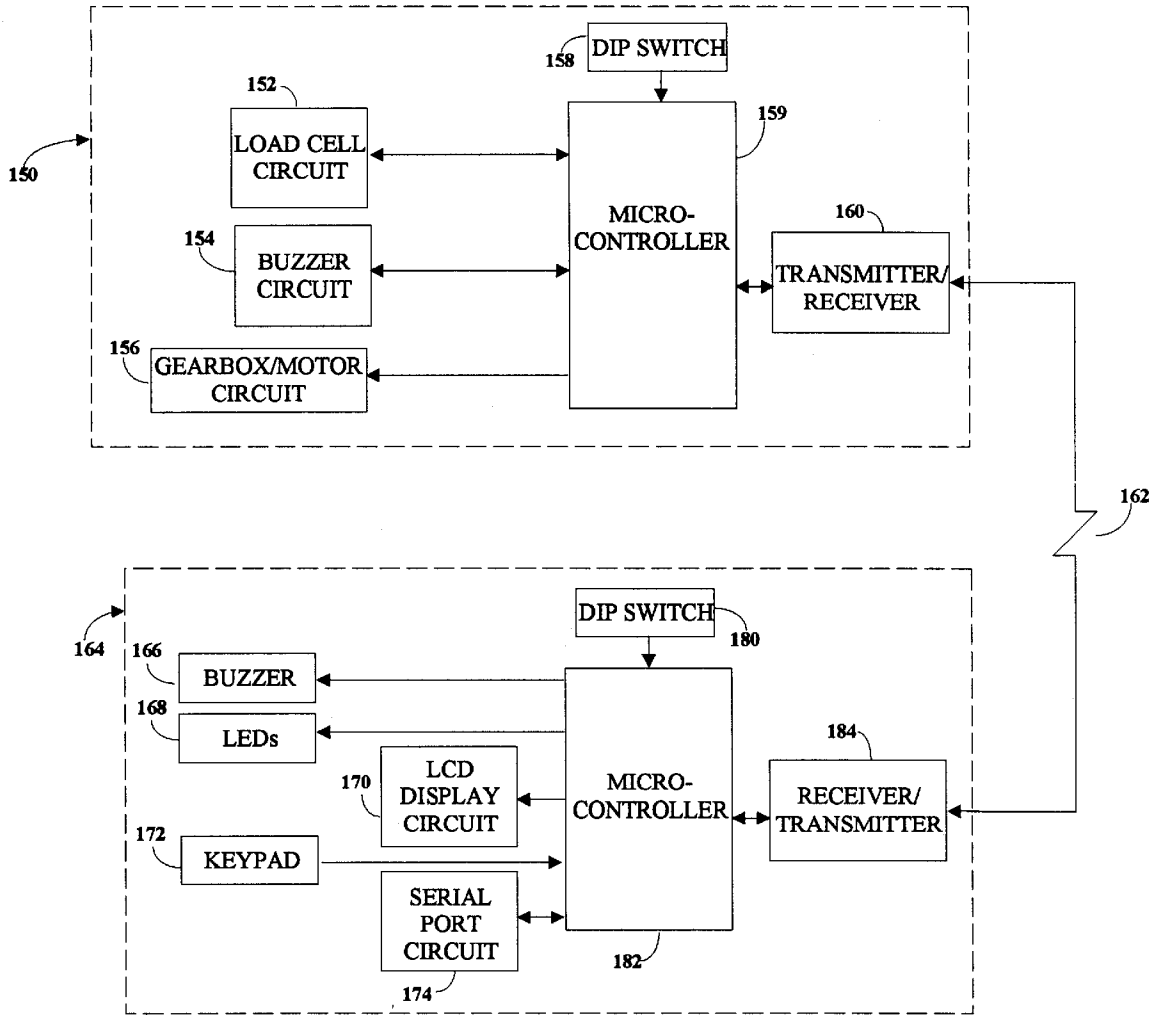 DIP SWITCH
158
152
159
LOAD CELL
CIRCUIT
150
MICRO-
CONTROLLER
160
154
BUZZER
CIRCUIT
TRANSMITTER/
RECEIVER
156
GEARBOX/MOTOR
CIRCUIT
162
DIP SWITCH
180
164
166
BUZZER
168
LEDs
184
170
LCD
DISPLAY
CIRCUIT
MICRO-
CONTROLLER
RECEIVER/
TRANSMITTER
172
KEYPAD
SERIAL
PORT
CIRCUIT
182
174